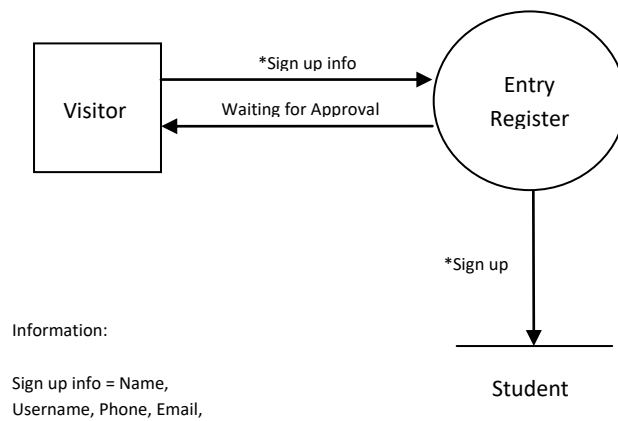 *Sign up info
Visitor
Waiting for Approval
Entry
Register
*Sign up
Information:
Sign up info = Name,
Username, Phone, Email,
Student